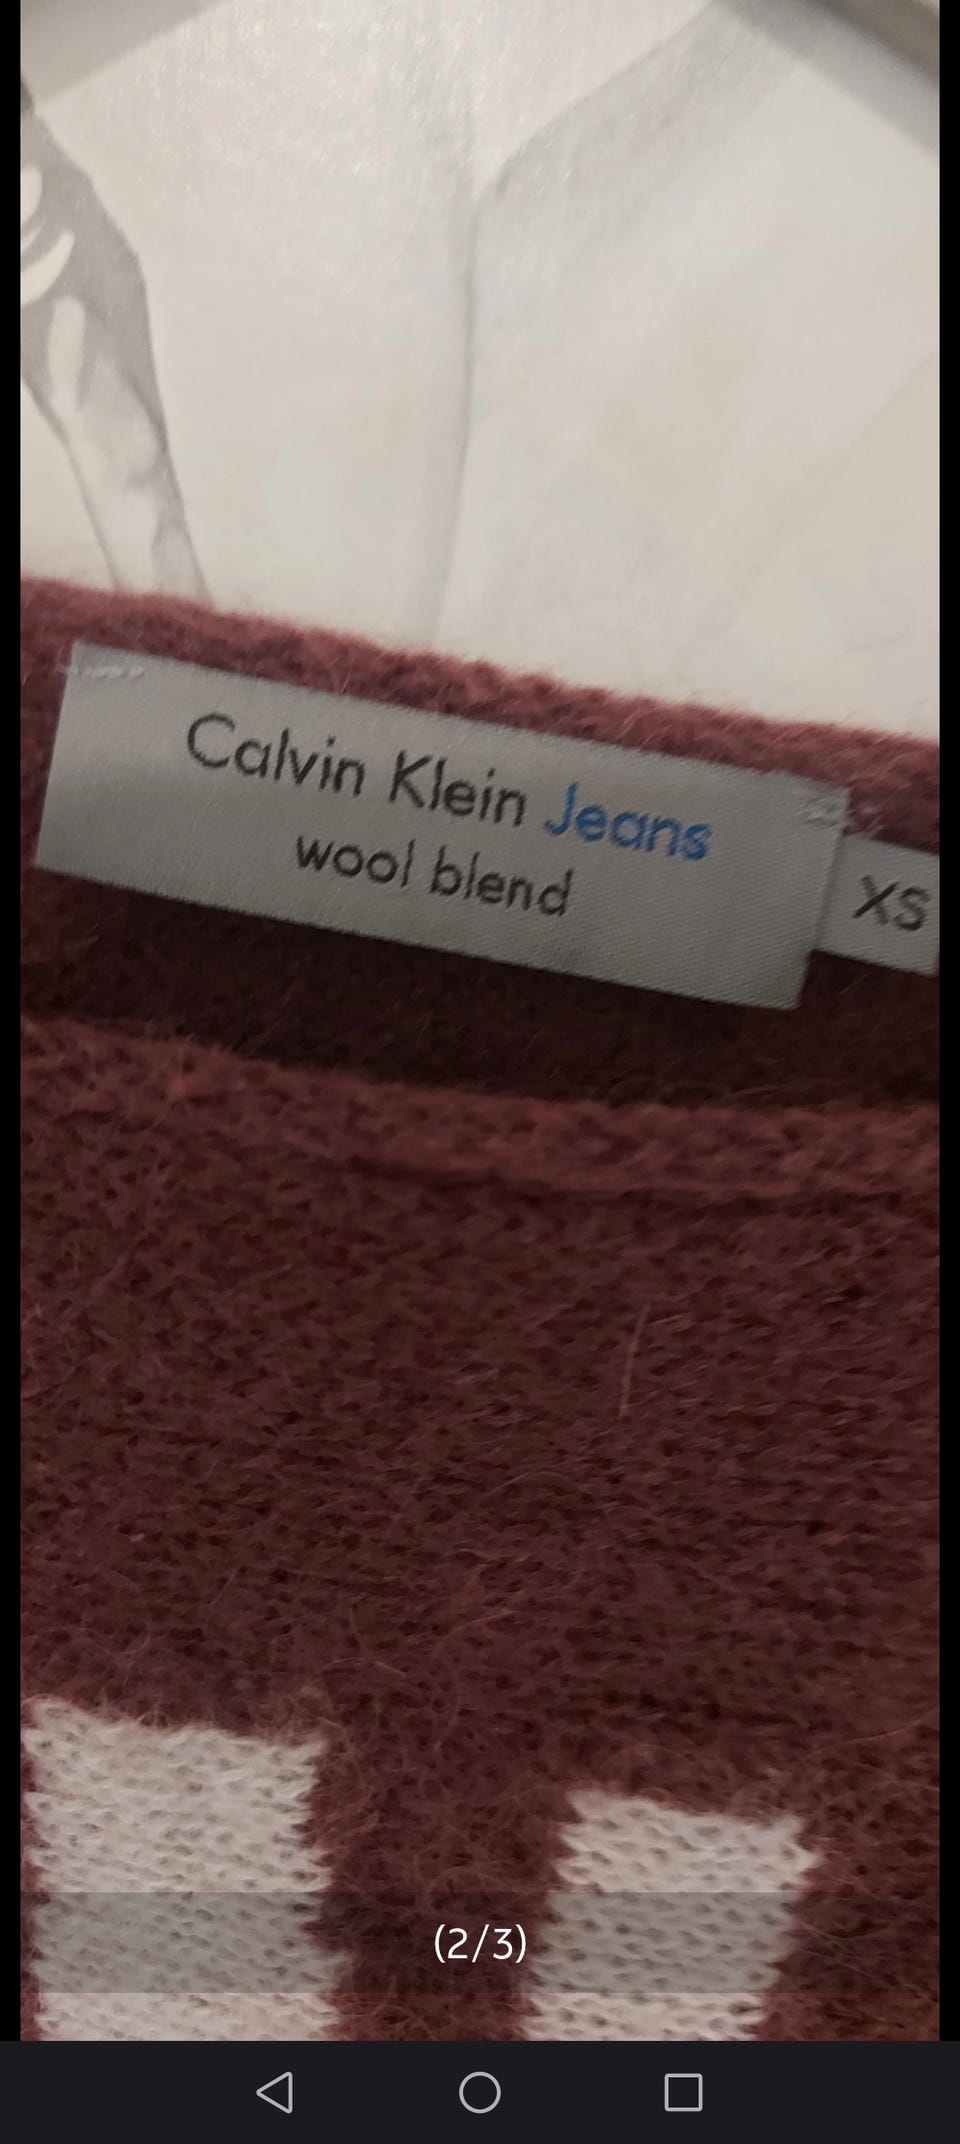 Calvin Klein Jeans
wool blend
XS
(2/3)